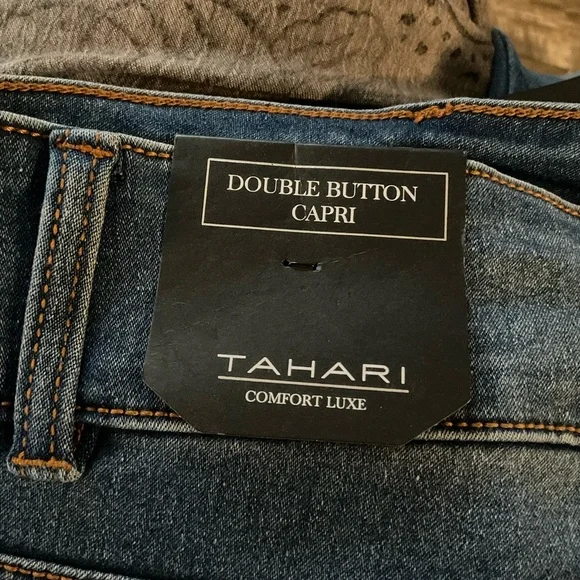 DOUBLE BUTTON
CAPRI
TAHARI
COMFORT LUXE